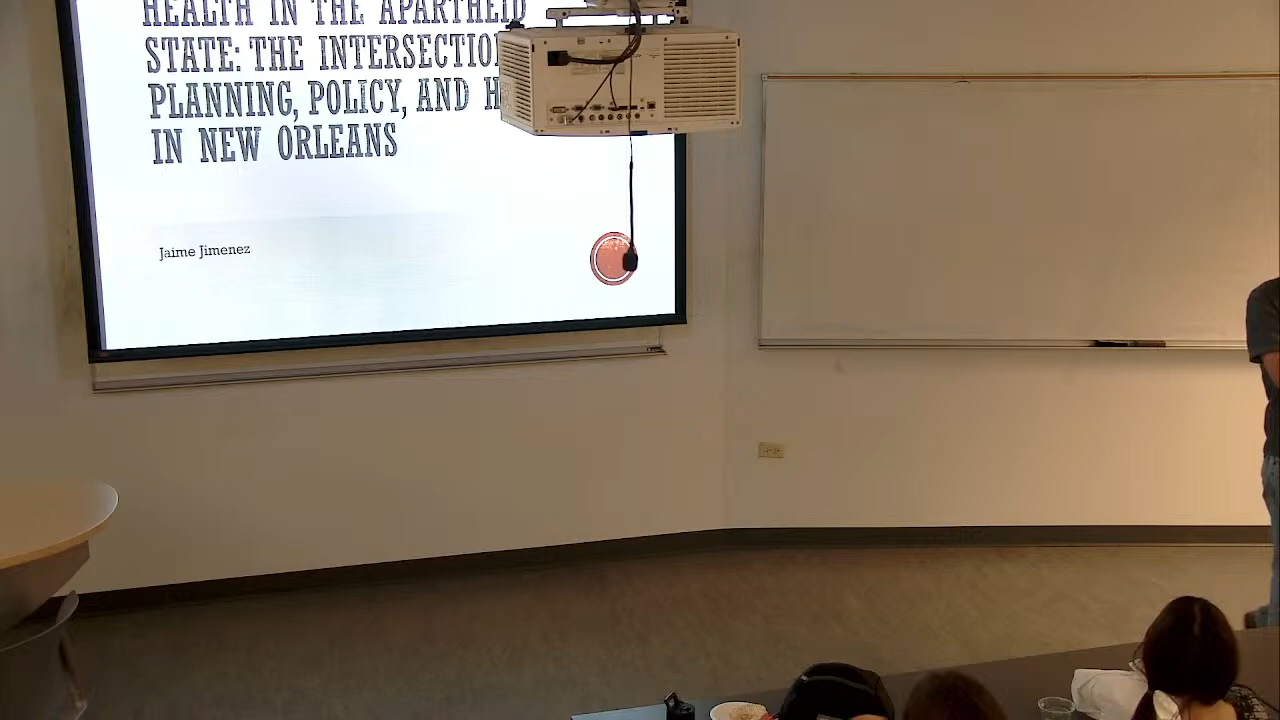 HEALTH IN THE APARTHEID
STATE: THE INTERSECTIO
PLANNING, POLICY, AND H
IN NEW ORLEANS
Jaime Jimenez